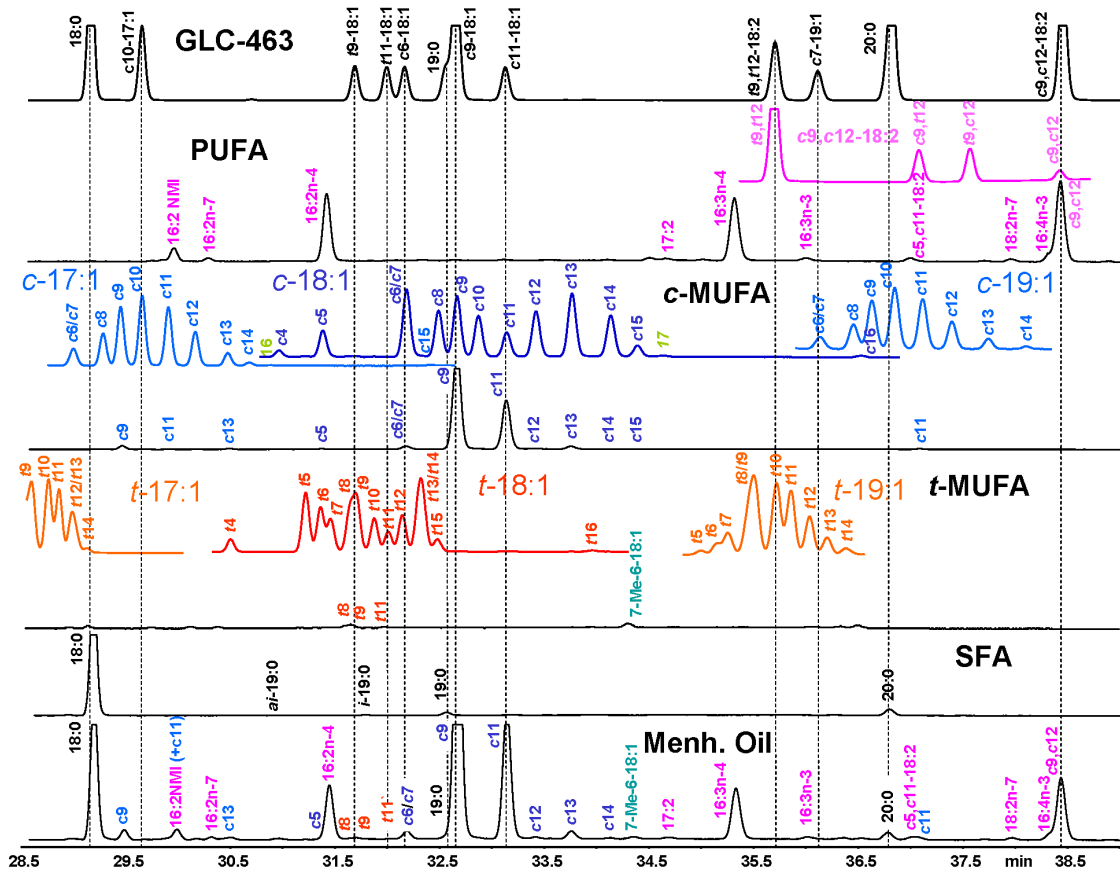 GLC-463
18:0
c10-17:1
t9-18:1
t11-18:1
c6-18:1
19:0
c9-18:1
c11-18:1
t9,t12-18:2
c7-19:1
20:0
c9,c12-18:2
PUFA
t9,t12
c9,c12-18:2
c9,t12
t9,c12
c9,c12
16:2 NMI
16:2n-7
16:2n-4
17:2
16:3n-4
16:3n-3
c5,c11-18:2
18:2n-7
16:4n-3
c9,c12
c-17:1
c6/c7
c8
c9
c10
c11
c12
c13
c14
16
c-18:1
c4
c5
c6/c7
c15
c8
c9
c10
c11
c12
c13
c14
c15
17
c16
c-MUFA
c-19:1
c6/c7
c8
c9
c10
c11
c12
c13
c14
c9
c11
c13
c5
c6/c7
c9
c11
c12
c13
c14
c15
c11
t-17:1
t9
t10
t11
t12/t13
t14
t-18:1
t4
t5
t6
t7
t8
t9
t10
t11
t12
t13/t14
t15
t16
t-19:1
t5
t6
t7
t8/t9
t10
t11
t12
t13
t14
t-MUFA
t8
t9
t11
7-Me-6-18:1
SFA
18:0
ai-19:0
i-19:0
19:0
20:0
Menh. Oil
18:0
c9
16:2NMI (+c11)
16:2n-7
c13
c5
16:2n-4
t8
t9
t11
c6/c7
19:0
c9
c11
c12
c13
c14
7-Me-6-18:1
17:2
16:3n-4
16:3n-3
20:0
c5,c11-18:2
c11
18:2n-7
16:4n-3
c9,c12
28.5 29.5 30.5 31.5 32.5 33.5 34.5 35.5 36.5 37.5 min 38.5